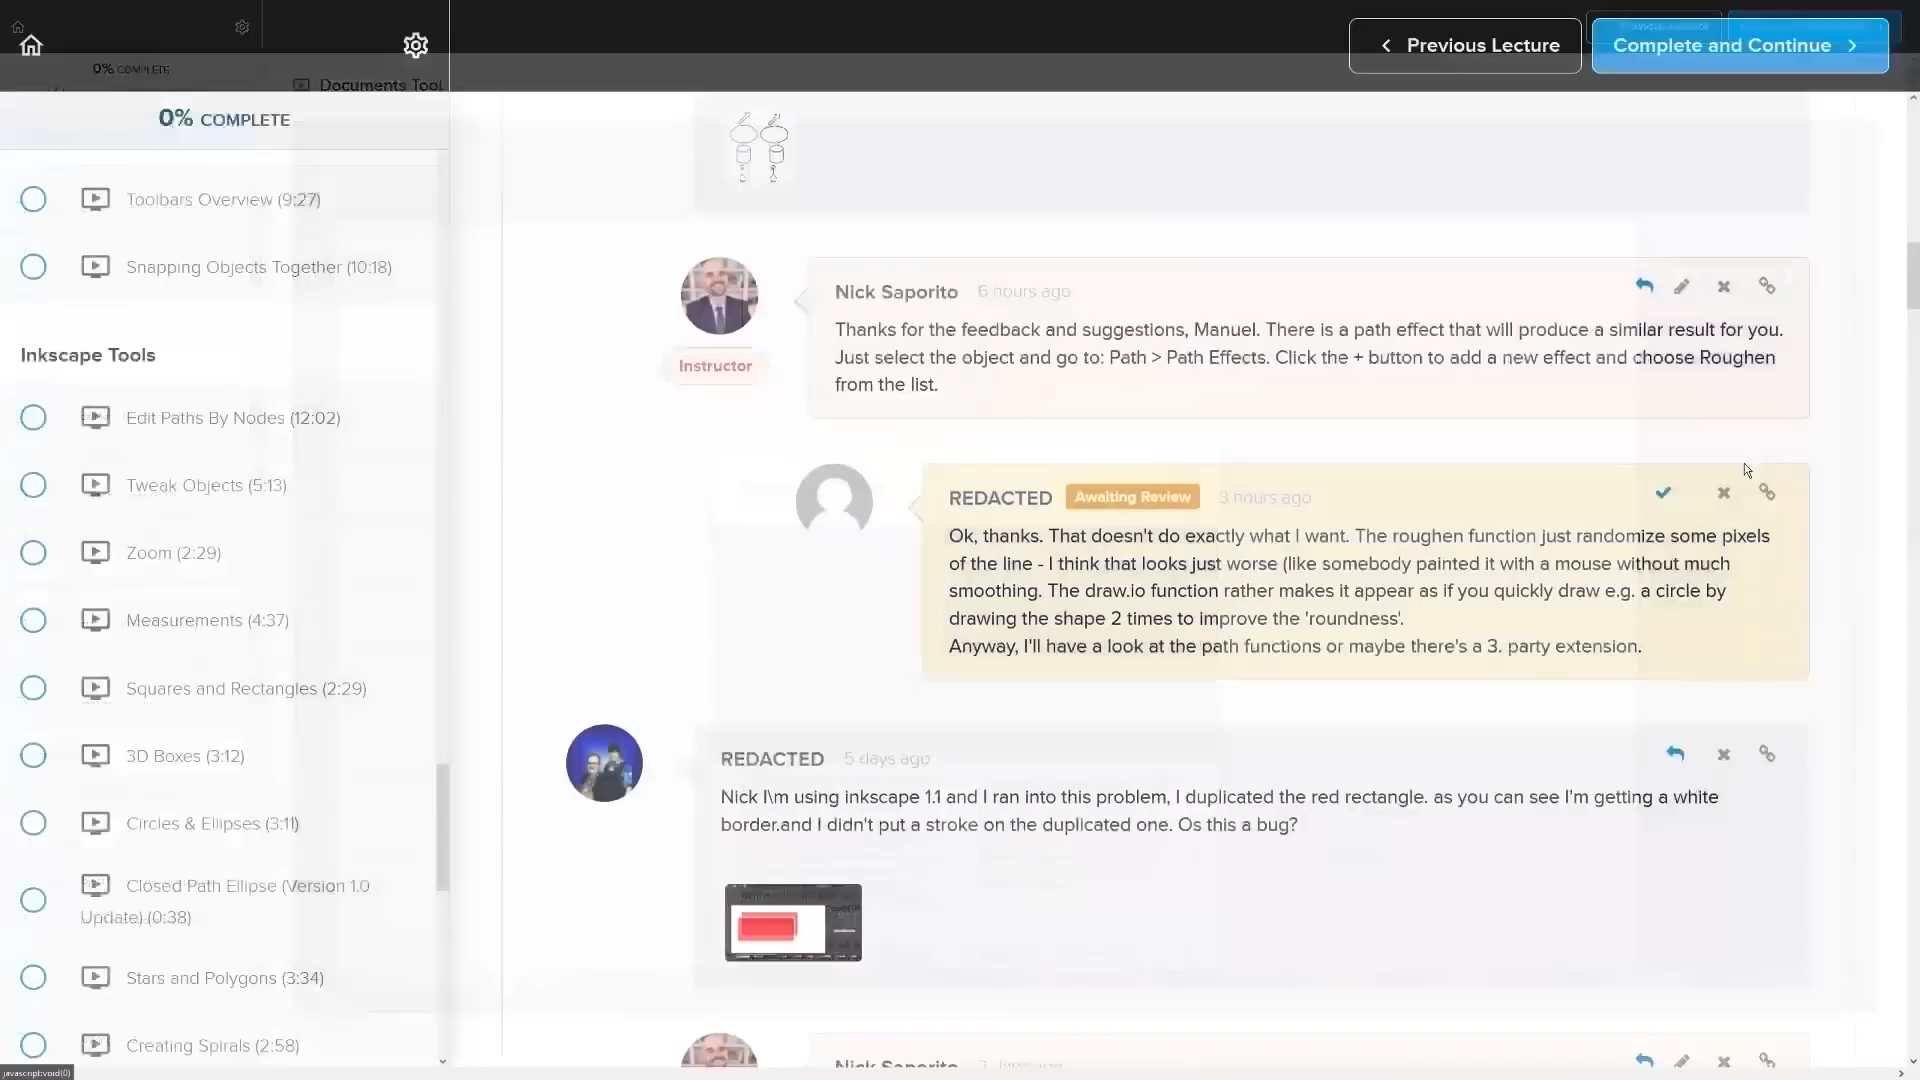 Previous Lecture
Complete and Continue
0% COMPLETE
Documents Tool
0% COMPLETE
Toolbars Overview (9:27)
Snapping Objects Together (10:18)
Inkscape Tools
Edit Paths By Nodes (12:02)
Tweak Objects (5:13)
Zoom (2:29)
Measurements (4:37)
Squares and Rectangles (2:29)
3D Boxes (3:12)
Circles & Ellipses (3:11)
Closed Path Ellipse (Version 1.0
Update) (0:38)
Stars and Polygons (3:34)
Creating Spirals (2:58)
javascript:void(0)
Nick Saporito 6 hours ago
Instructor
Thanks for the feedback and suggestions, Manuel. There is a path effect that will produce a similar result for you.
Just select the object and go to: Path > Path Effects. Click the + button to add a new effect and choose Roughen
from the list.
REDACTED Awaiting Review 3 hours ago
Ok, thanks. That doesn't do exactly what I want. The roughen function just randomize some pixels
of the line - I think that looks just worse (like somebody painted it with a mouse without much
smoothing. The draw.io function rather makes it appear as if you quickly draw e.g. a circle by
drawing the shape 2 times to improve the 'roundness'.
Anyway, I'll have a look at the path functions or maybe there's a 3. party extension.
REDACTED 5 days ago
Nick I\m using inkscape 1.1 and I ran into this problem, I duplicated the red rectangle. as you can see I'm getting a white
border.and I didn't put a stroke on the duplicated one. Os this a bug?
Nick Saporito